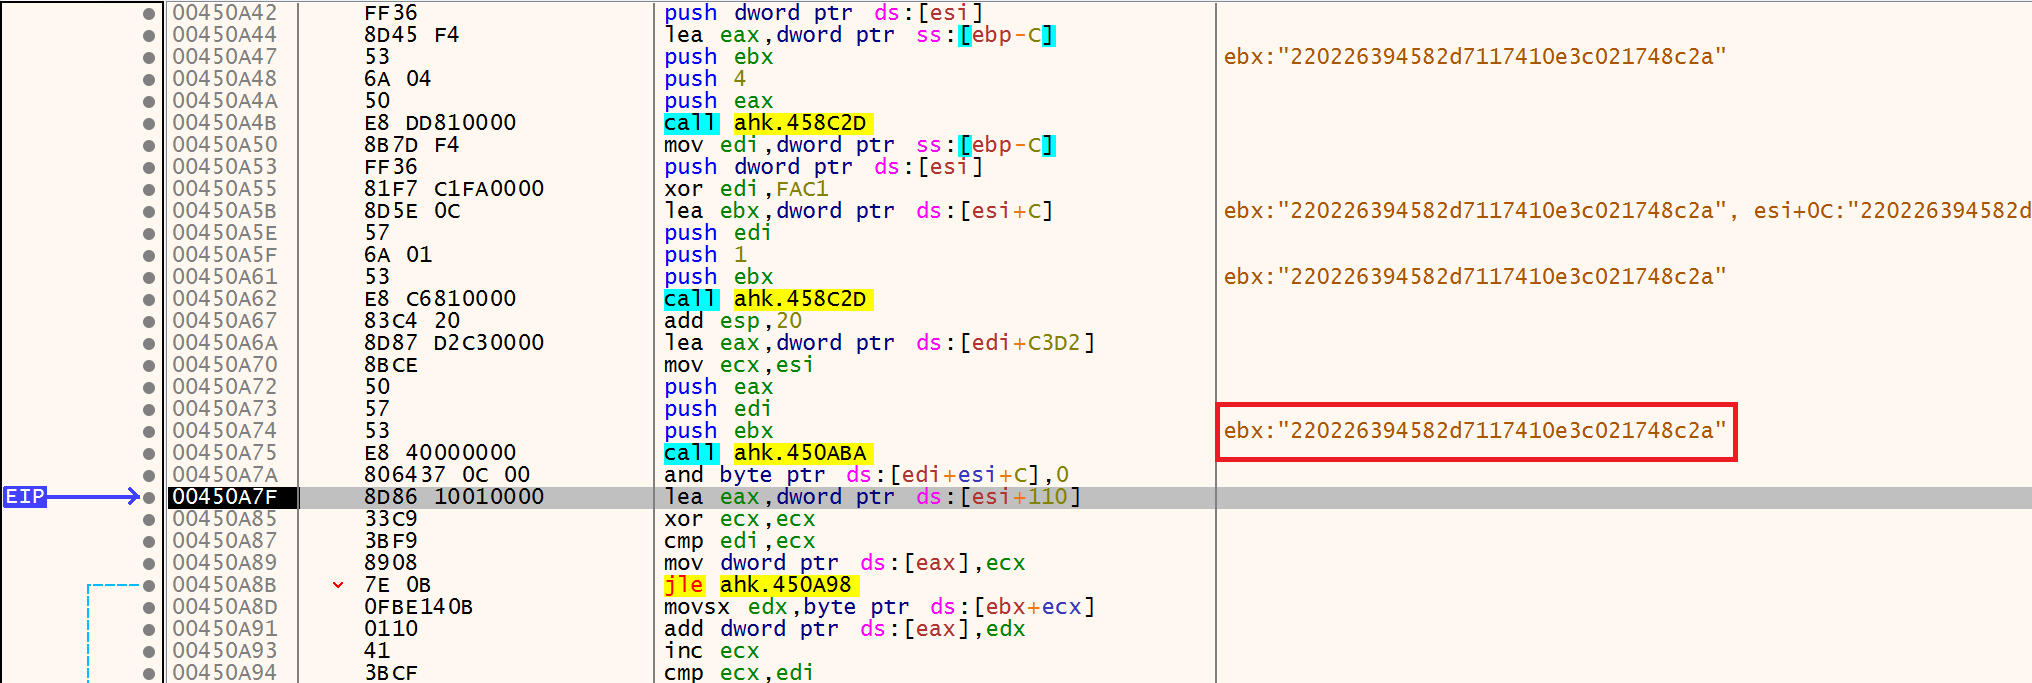 00450A42 FF36 push dword ptr ds:[esi]
00450A44 8D45 F4 lea eax,dword ptr ss:[ebp-C]
00450A47 53 push ebx ebx:"220226394582d7117410e3c021748c2a"
00450A48 6A 04 push 4
00450A4A 50 push eax
00450A4B E8 DD810000 call ahk.458C2D
00450A50 8B7D F4 mov edi,dword ptr ss:[ebp-C]
00450A53 FF36 push dword ptr ds:[esi]
00450A55 81F7 C1FA0000 xor edi,FAC1
00450A5B 8D5E 0C lea ebx,dword ptr ds:[esi+C] ebx:"220226394582d7117410e3c021748c2a", esi+0C:"220226394582d
00450A5E 57 push edi
00450A5F 6A 01 push 1
00450A61 53 push ebx ebx:"220226394582d7117410e3c021748c2a"
00450A62 E8 C6810000 call ahk.458C2D
00450A67 83C4 20 add esp,20
00450A6A 8D87 D2C30000 lea eax,dword ptr ds:[edi+C3D2]
00450A70 8BCE mov ecx,esi
00450A72 50 push eax
00450A73 57 push edi
00450A74 53 push ebx ebx:"220226394582d7117410e3c021748c2a"
00450A75 E8 40000000 call ahk.450ABA
00450A7A 806437 0C 00 and byte ptr ds:[edi+esi+C],0
EIP 00450A7F 8D86 10010000 lea eax,dword ptr ds:[esi+110]
00450A85 33C9 xor ecx,ecx
00450A87 3BF9 cmp edi,ecx
00450A89 8908 mov dword ptr ds:[eax],ecx
00450A8B 7E 0B jle ahk.450A98
00450A8D 0FBE140B movsx edx,byte ptr ds:[ebx+ecx]
00450A91 0110 add dword ptr ds:[eax],edx
00450A93 41 inc ecx
00450A94 3BCF cmp ecx,edi